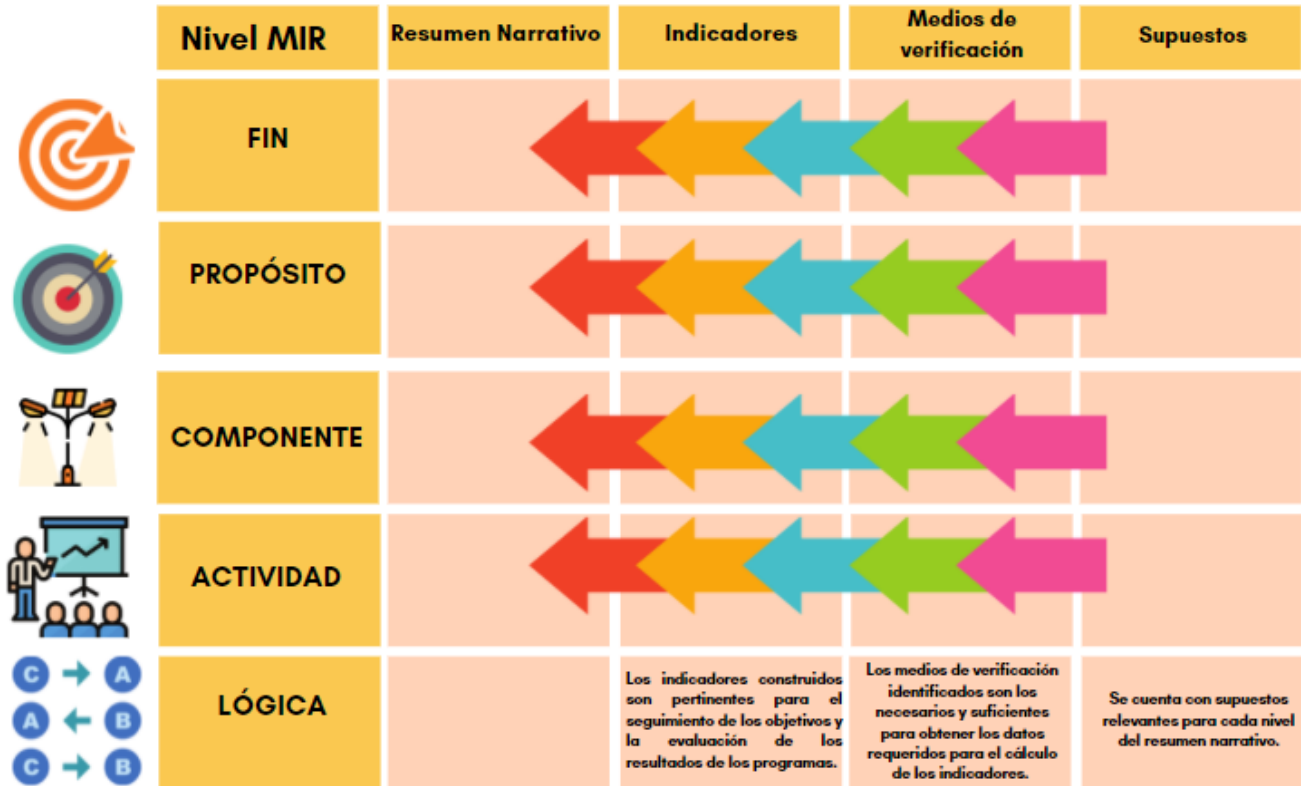 Nivel MIR
Resumen Narrativo
Indicadores
Medios de
verificación
Supuestos
FIN
PROPÓSITO
COMPONENTE
ACTIVIDAD
C A
A B
C B
LÓGICA
Los indicadores construidos
son pertinentes para el
seguimiento de los objetivos y
la evaluación de los
resultados de los programas.
Los medios de verificación
identificados son los
necesarios y suficientes
para obtener los datos
requeridos para el cálculo
de los indicadores.
Se cuenta con supuestos
relevantes para cada nivel
del resumen narrativo.